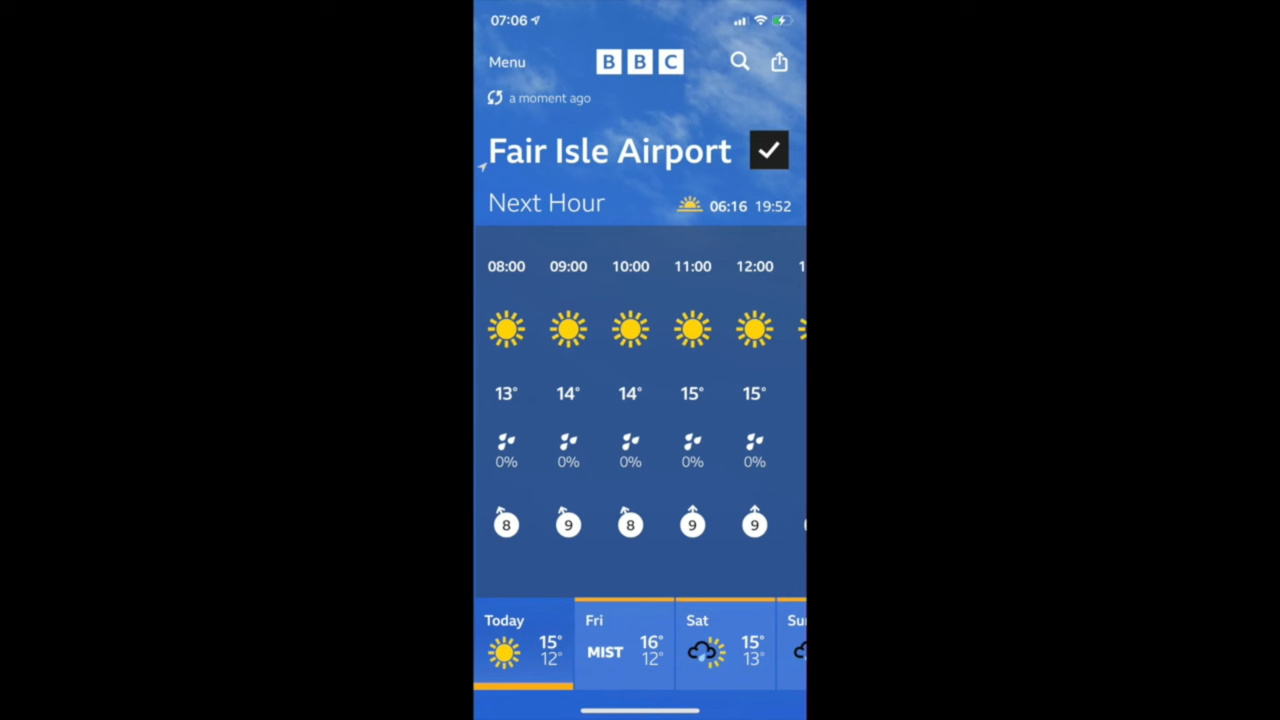 07:06
Menu BBC
a moment ago
Fair Isle Airport
Next Hour 06:16 19:52
08:00 09:00 10:00 11:00 12:00 1
13° 14° 14° 15° 15°
0% 0% 0% 0% 0%
8 9 8 9 9
Today Fri Sat Su
15° MIST 16° 15°
12° 12° 13°